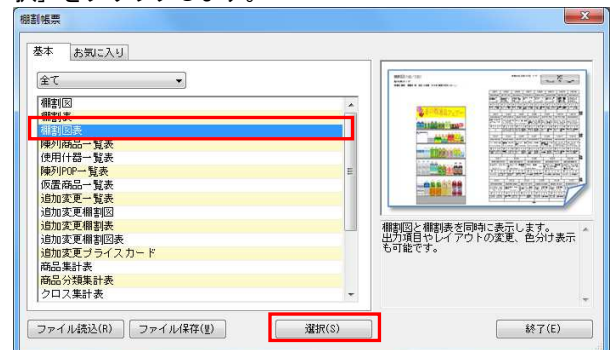 択」をクリックします。
棚割帳票
基本 お気に入り
全て
棚割図
棚割表
棚割図表
陳列商品一覧表
使用什器一覧表
陳列POP一覧表
仮置商品一覧表
追加変更一覧表
追加変更棚割図
追加変更棚割表
追加変更棚割図表
追加変更プライスカード
商品集計表
商品分類集計表
クロス集計表
棚割図と棚割表を同時に表示します。
出力項目やレイアウトの変更、色分け表示
も可能です。
ファイル読込(R) ファイル保存(W) 選択(S) 終了(E)